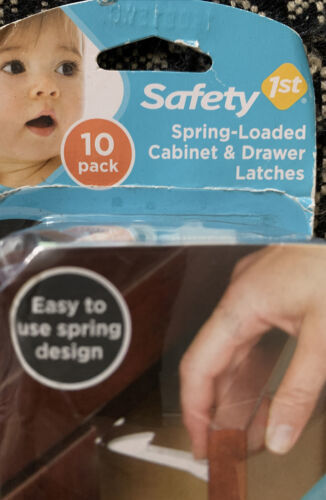 Safety 1st
Spring-Loaded
Cabinet & Drawer
Latches
10
pack
Easy to
use spring
design